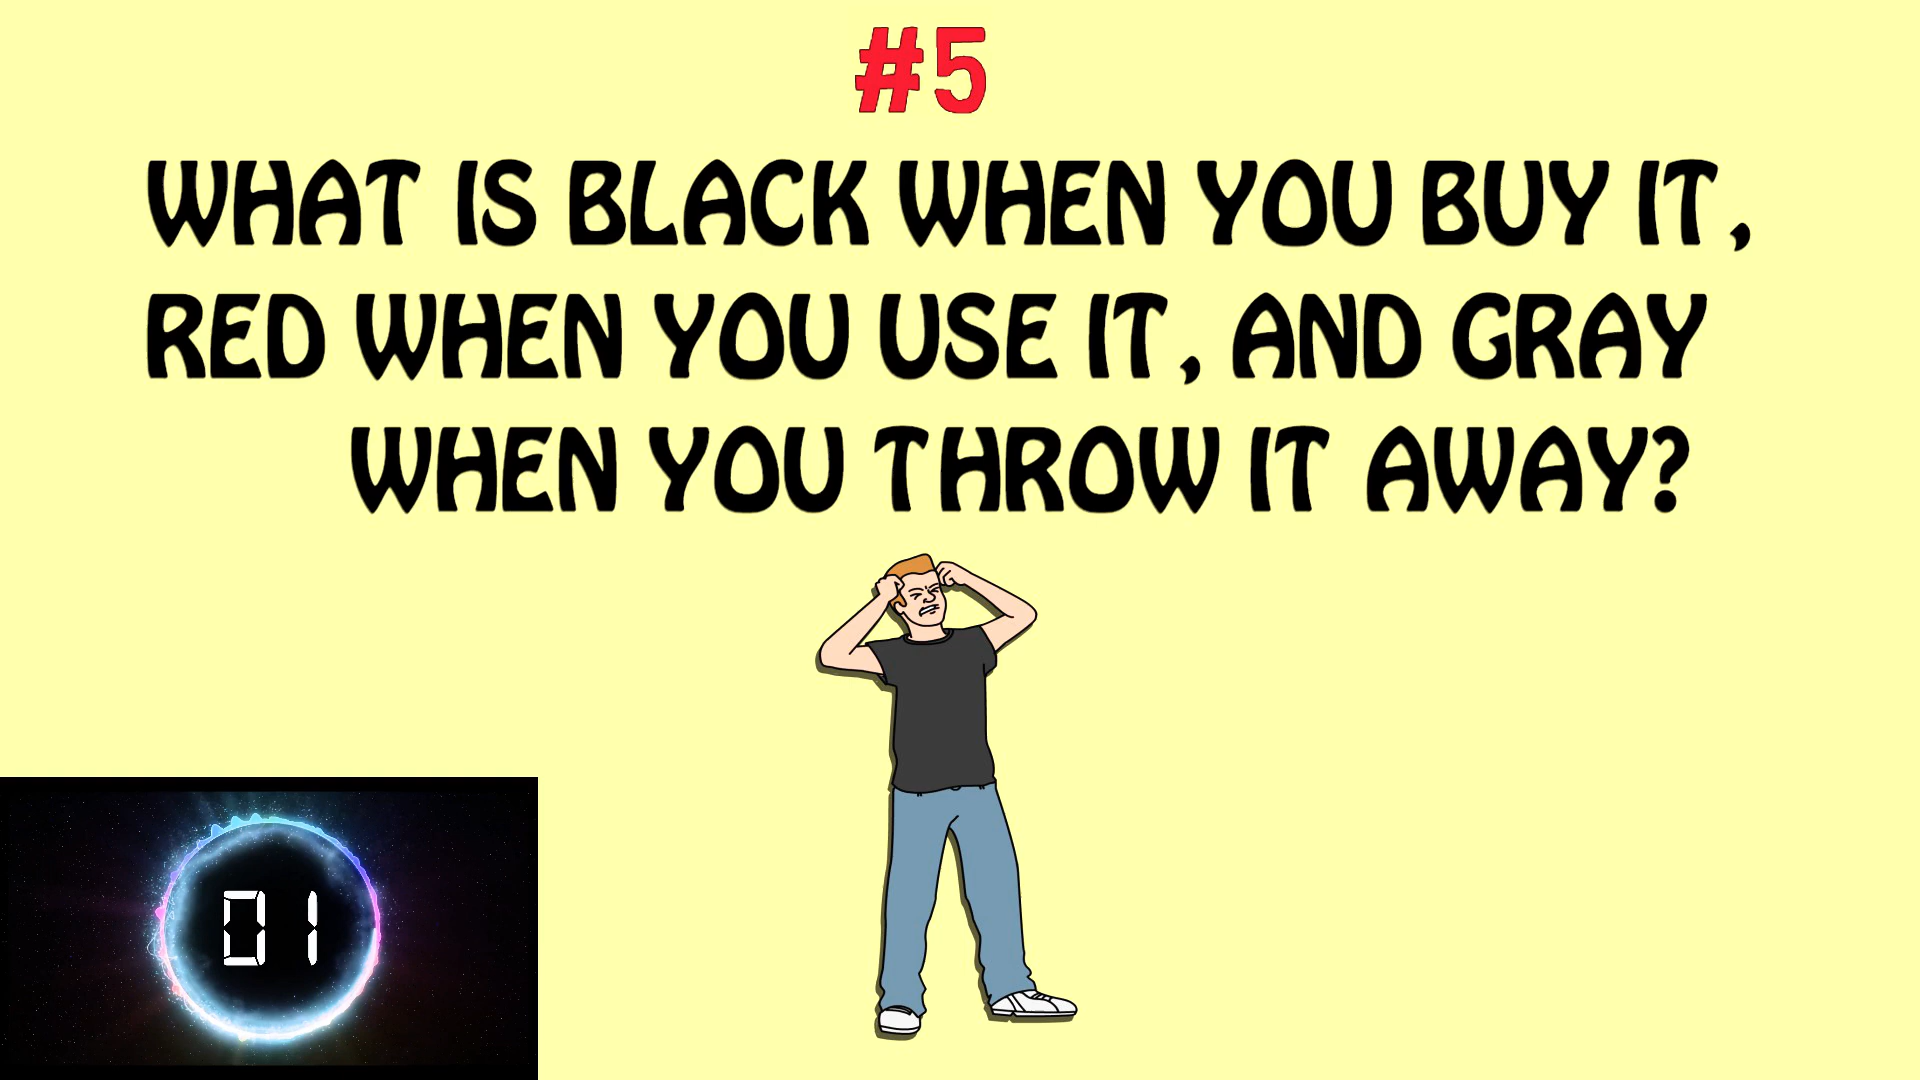 #5
WHAT IS BLACK WHEN YOU BUY IT,
RED WHEN YOU USE IT, AND GRAY
WHEN YOU THROW IT AWAY?
01